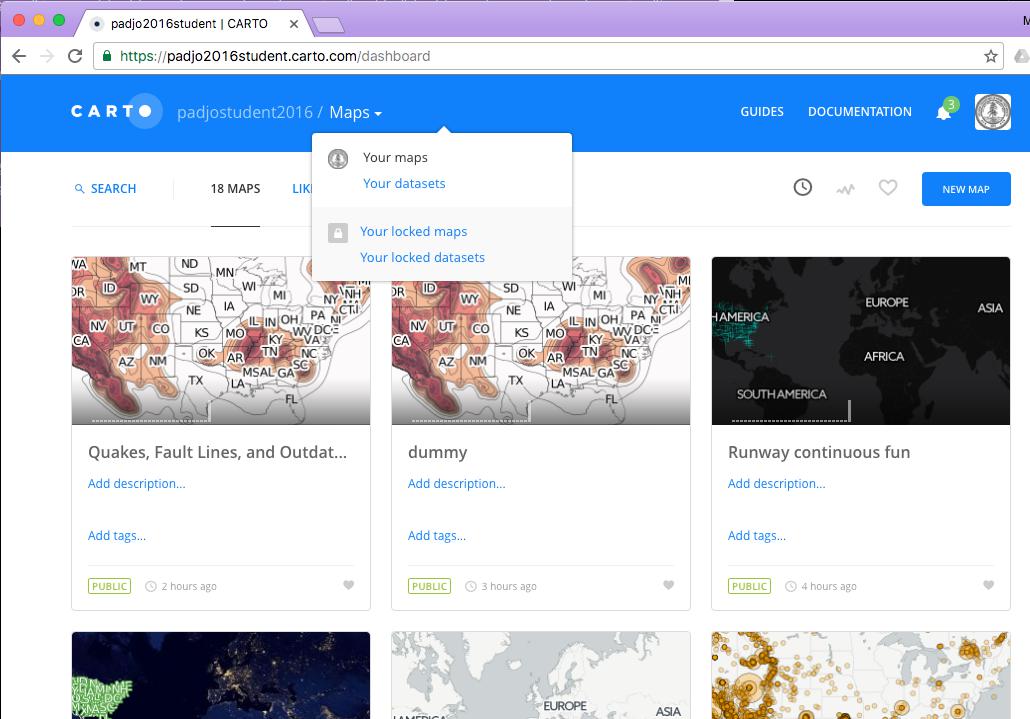 padjo2016student | CARTO
https://padjo2016student.carto.com/dashboard
CARTO
padjostudent2016 / Maps
GUIDES
DOCUMENTATION
3
Your maps
Your datasets
Your locked maps
Your locked datasets
SEARCH
18 MAPS
NEW MAP
WA
MT
ND
MN
ID
WY
SD
WI
MI
NH
NE
IA
CT
NV
UT
CO
KS
MO
IL
IN
OH
PA
DC
CA
WV
KY
VA
AZ
NM
OK
AR
TN
NC
SC
TX
LA
MS
AL
GA
FL
ND
MN
ID
WY
SD
WI
MI
NH
NE
IA
CT
NV
UT
CO
KS
MO
IL
IN
OH
PA
DC
CA
WV
KY
VA
AZ
NM
OK
AR
TN
NC
SC
TX
LA
MS
AL
GA
FL
EUROPE
ASIA
H AMERICA
AFRICA
SOUTH AMERICA
Quakes, Fault Lines, and Outdat...
Add description...
Add tags...
PUBLIC
2 hours ago
dummy
Add description...
Add tags...
PUBLIC
3 hours ago
Runway continuous fun
Add description...
Add tags...
PUBLIC
4 hours ago
EUROPE
ASIA